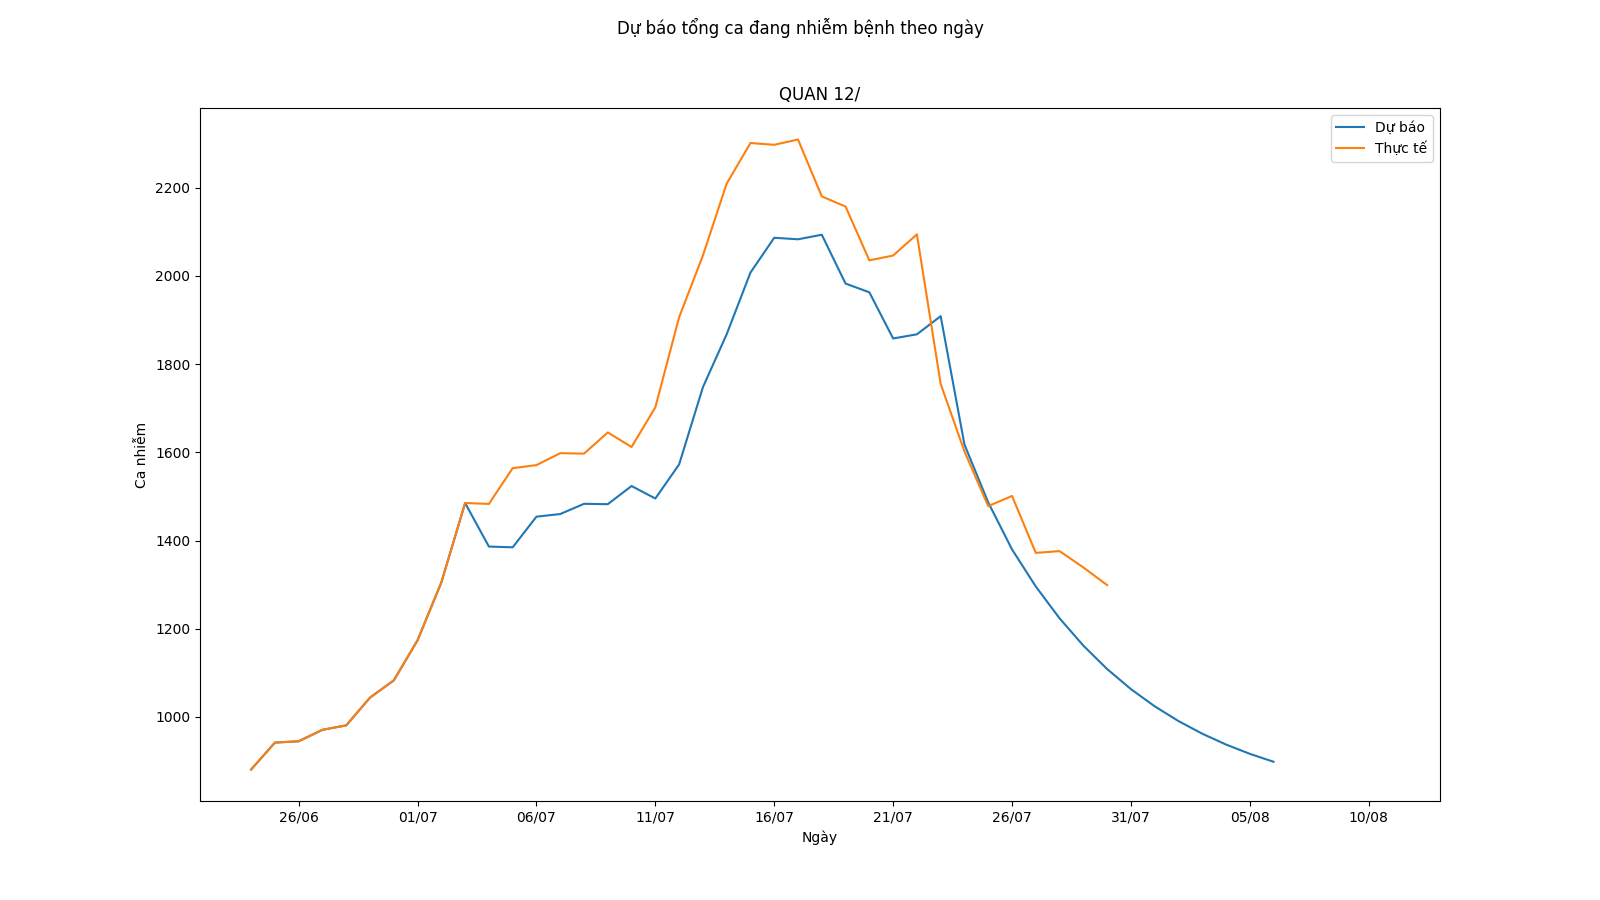 Dự báo tổng ca đang nhiễm bệnh theo ngày
QUAN 12/
Dự báo
Thực tế
2200
2000
1800
1600
1400
1200
1000
Ca nhiễm
26/06 01/07 06/07 11/07 16/07 21/07 26/07 31/07 05/08 10/08
Ngày